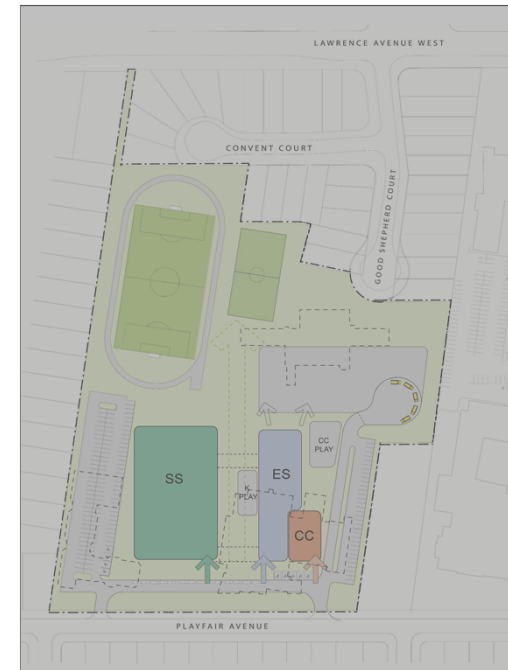 LAWRENCE AVENUE WEST
CONVENT COURT
GOOD SHEPHERD COURT
CC
PLAY
SS
ES
K
PLAY
CC
PLAYFAIR AVENUE